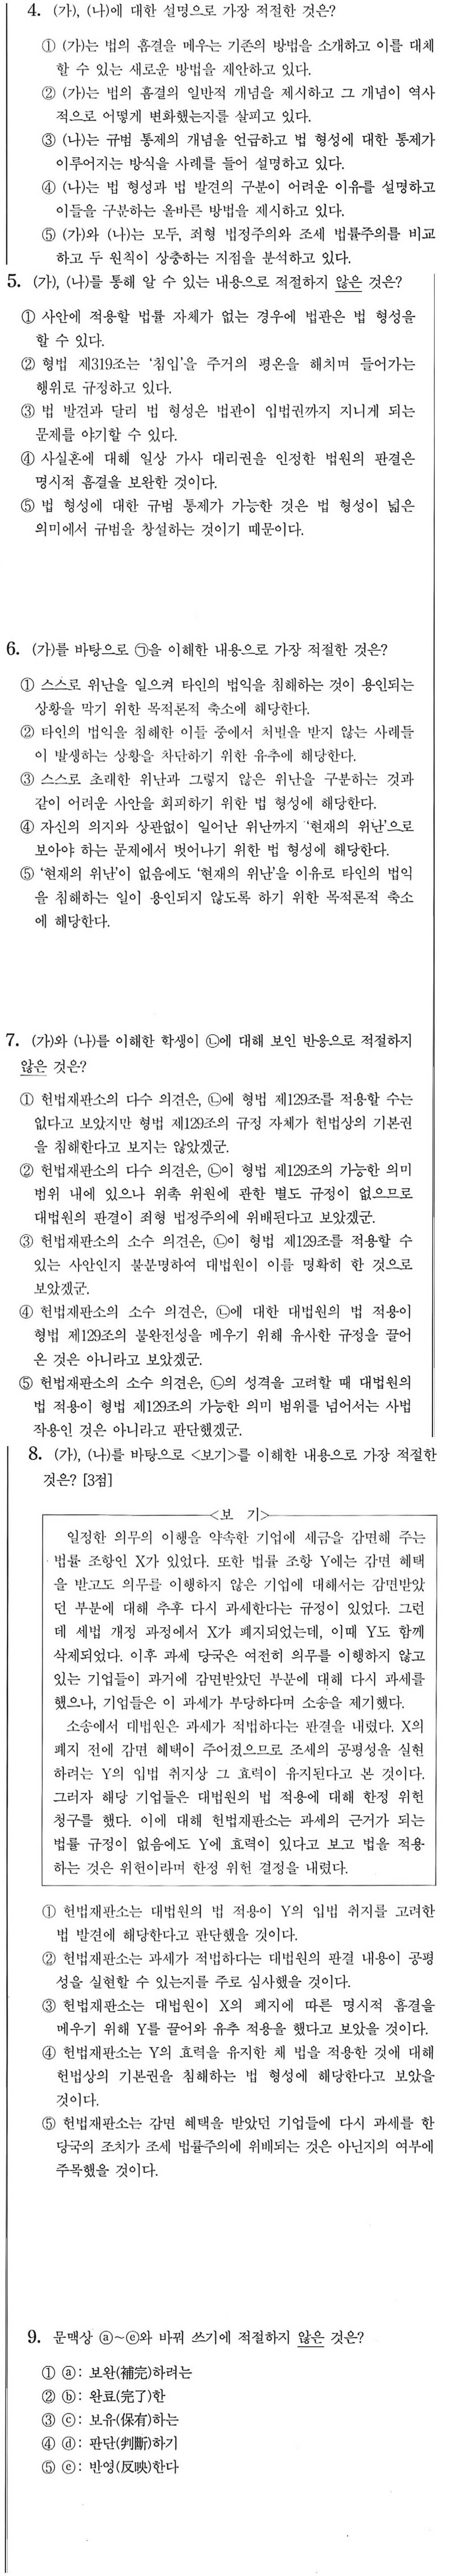 4. (가), (나)에 대한 설명으로 가장 적절한 것은?
① (가)는 법의 흠결을 메우는 기존의 방법을 소개하고 이를 대체
할 수 있는 새로운 방법을 제안하고 있다.
② (가)는 법의 흠결의 일반적 개념을 제시하고 그 개념이 역사
적으로 어떻게 변화했는지를 살피고 있다.
③ (나)는 규범 통제의 개념을 언급하고 법 형성에 대한 통제가
이루어지는 방식을 사례를 들어 설명하고 있다.
④ (나)는 법 형성과 법 발견의 구분이 어려운 이유를 설명하고
이들을 구분하는 올바른 방법을 제시하고 있다.
⑤ (가)와 (나)는 모두, 죄형 법정주의와 조세 법률주의를 비교
하고 두 원칙이 상충하는 지점을 분석하고 있다.
5. (가), (나)를 통해 알 수 있는 내용으로 적절하지 않은 것은?
① 사안에 적용할 법률 자체가 없는 경우에 법관은 법 형성을
할 수 있다.
② 형법 제319조는 ‘침입’을 주거의 평온을 해치며 들어가는
행위로 규정하고 있다.
③ 법 발견과 달리 법 형성은 법관이 입법권까지 지니게 되는
문제를 야기할 수 있다.
④ 사실혼에 대해 일상 가사 대리권을 인정한 법원의 판결은
명시적 흠결을 보완한 것이다.
⑤ 법 형성에 대한 규범 통제가 가능한 것은 법 형성이 넓은
의미에서 규범을 창설하는 것이기 때문이다.
6. (가)를 바탕으로 ㉠을 이해한 내용으로 가장 적절한 것은?
① 스스로 위난을 일으켜 타인의 법익을 침해하는 것이 용인되는
상황을 막기 위한 목적론적 축소에 해당한다.
② 타인의 법익을 침해한 이들 중에서 처벌을 받지 않는 사례들
이 발생하는 상황을 차단하기 위한 유추에 해당한다.
③ 스스로 초래한 위난과 그렇지 않은 위난을 구분하는 것과
같이 어려운 사안을 회피하기 위한 법 형성에 해당한다.
④ 자신의 의지와 상관없이 일어난 위난까지 ‘현재의 위난’으로
보아야 하는 문제에서 벗어나기 위한 법 형성에 해당한다.
⑤ ‘현재의 위난’이 없음에도 ‘현재의 위난’을 이유로 타인의 법익
을 침해하는 일이 용인되지 않도록 하기 위한 목적론적 축소
에 해당한다.
7. (가)와 (나)를 이해한 학생이 ㉡에 대해 보인 반응으로 적절하지
않은 것은?
① 헌법재판소의 다수 의견은, ㉡에 형법 제129조를 적용할 수는
없다고 보았지만 형법 제129조의 규정 자체가 헌법상의 기본권
을 침해한다고 보지는 않았겠군.
② 헌법재판소의 다수 의견은, ㉡이 형법 제129조의 가능한 의미
범위 내에 있으나 위촉 위원에 관한 별도 규정이 없으므로
대법원의 판결이 죄형 법정주의에 위배된다고 보았겠군.
③ 헌법재판소의 소수 의견은, ㉡이 형법 제129조를 적용할 수
있는 사안인지 불분명하여 대법원이 이를 명확히 한 것으로
보았겠군.
④ 헌법재판소의 소수 의견은, ㉡에 대한 대법원의 법 적용이
형법 제129조의 불완전성을 메우기 위해 유사한 규정을 끌어
온 것은 아니라고 보았겠군.
⑤ 헌법재판소의 소수 의견은, ㉡의 성격을 고려할 때 대법원의
법 적용이 형법 제129조의 가능한 의미 범위를 넘어서는 사법
작용인 것은 아니라고 판단했겠군.
8. (가), (나)를 바탕으로 <보기>를 이해한 내용으로 가장 적절한
것은? [3점]
<보 기>
일정한 의무의 이행을 약속한 기업에 세금을 감면해 주는
법률 조항인 X가 있었다. 또한 법률 조항 Y에는 감면 혜택
을 받고도 의무를 이행하지 않은 기업에 대해서는 감면받았
던 부분에 대해 추후 다시 과세한다는 규정이 있었다. 그런
데 세법 개정 과정에서 X가 폐지되었는데, 이때 Y도 함께
삭제되었다. 이후 과세 당국은 여전히 의무를 이행하지 않고
있는 기업들이 과거에 감면받았던 부분에 대해 다시 과세를
했으나, 기업들은 이 과세가 부당하다며 소송을 제기했다.
소송에서 대법원은 과세가 적법하다는 판결을 내렸다. X의
폐지 전에 감면 혜택이 주어졌으므로 조세의 공평성을 실현
하려는 Y의 입법 취지상 그 효력이 유지된다고 본 것이다.
그러자 해당 기업들은 대법원의 법 적용에 대해 한정 위헌
청구를 했다. 이에 대해 헌법재판소는 과세의 근거가 되는
법률 규정이 없음에도 Y에 효력이 있다고 보고 법을 적용
하는 것은 위헌이라며 한정 위헌 결정을 내렸다.
① 헌법재판소는 대법원의 법 적용이 Y의 입법 취지를 고려한
법 발견에 해당한다고 판단했을 것이다.
② 헌법재판소는 과세가 적법하다는 대법원의 판결 내용이 공평
성을 실현할 수 있는지를 주로 심사했을 것이다.
③ 헌법재판소는 대법원이 X의 폐지에 따른 명시적 흠결을
메우기 위해 Y를 끌어와 유추 적용을 했다고 보았을 것이다.
④ 헌법재판소는 Y의 효력을 유지한 채 법을 적용한 것에 대해
헌법상의 기본권을 침해하는 법 형성에 해당한다고 보았을
것이다.
⑤ 헌법재판소는 감면 혜택을 받았던 기업들에 다시 과세를 한
당국의 조치가 조세 법률주의에 위배되는 것은 아닌지의 여부에
주목했을 것이다.
9. 문맥상 ⓐ~ⓔ와 바꿔 쓰기에 적절하지 않은 것은?
① ⓐ: 보완(補完)하려는
② ⓑ: 완료(完了)한
③ ⓒ: 보유(保有)하는
④ ⓓ: 판단(判斷)하기
⑤ ⓔ: 반영(反映)한다